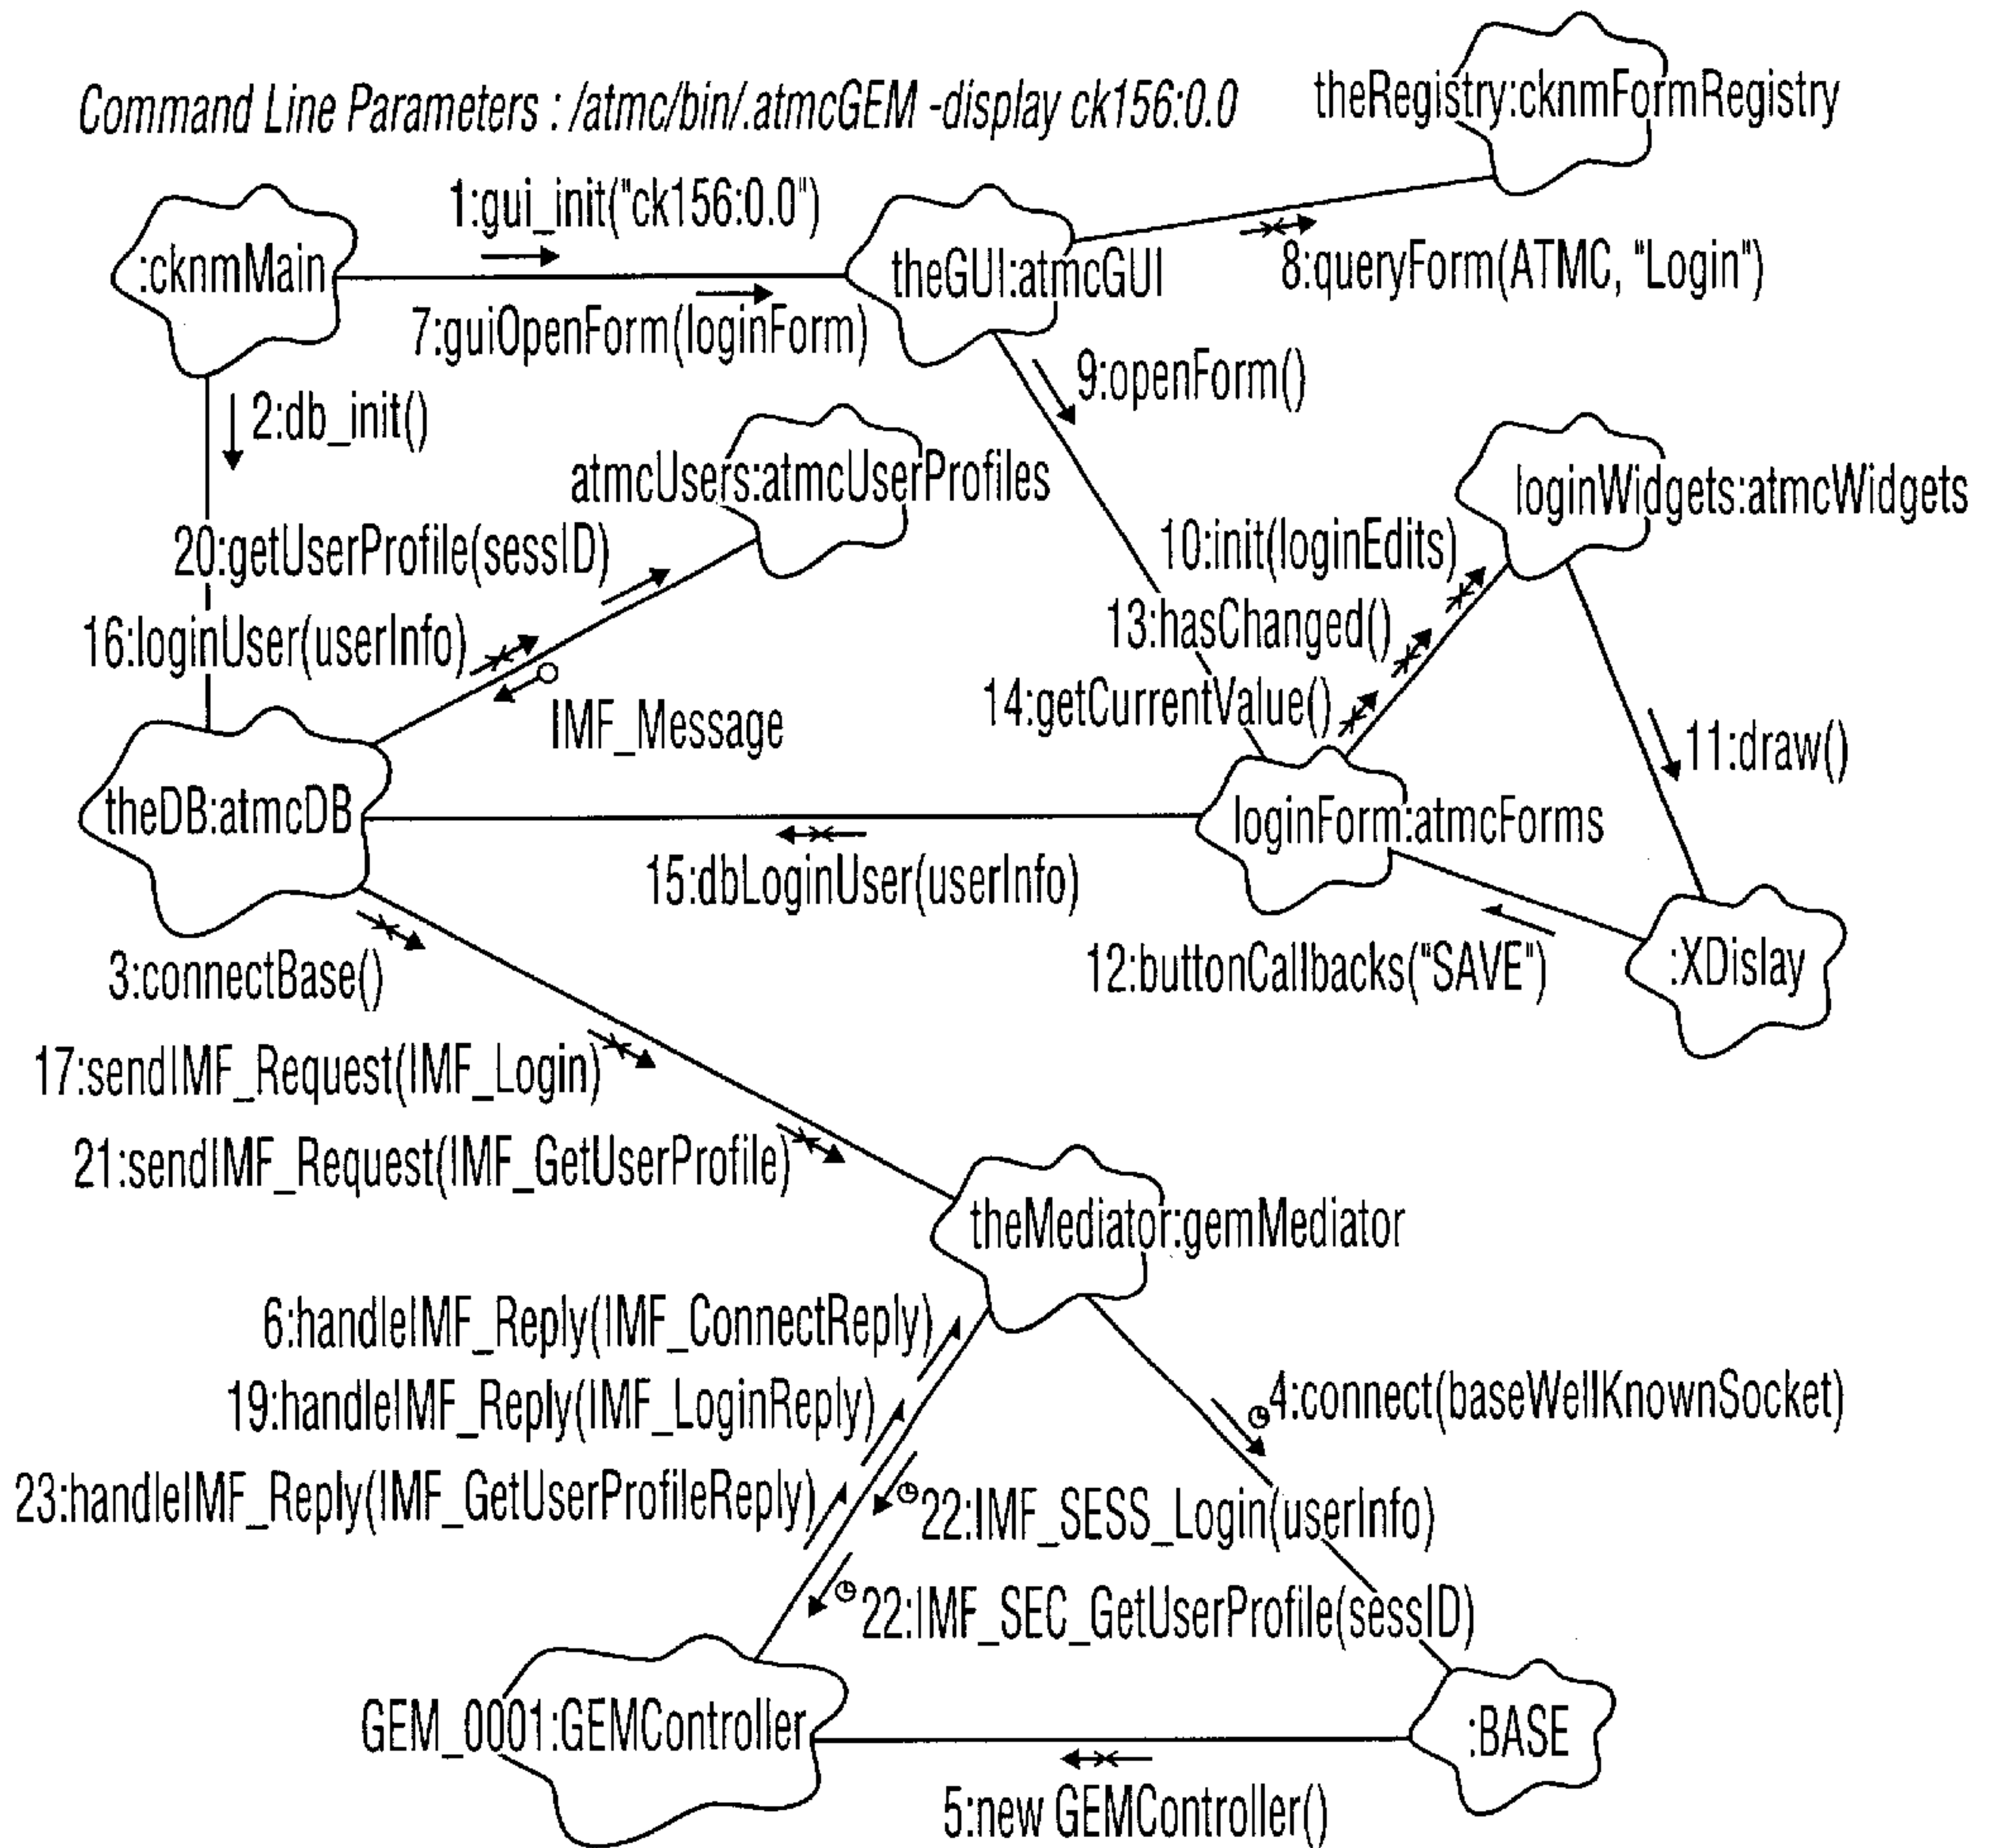 Command Line Parameters : /atmc/bin/.atmcGEM -display ck156:0.0
theRegistry:cknmFormRegistry
1:gui_init("ck156:0.0")
:cknmMain
theGUI:atmcGUI
8:queryForm(ATMC, "Login")
7:guiOpenForm(loginForm)
9:openForm()
2:db_init()
atmcUsers:atmcUserProfiles
loginWidgets:atmcWidgets
20:getUserProfile(sessID)
10:init(loginEdits)
16:loginUser(userInfo)
13:hasChanged()
14:getCurrentValue()
IMF_Message
11:draw()
theDB:atmcDB
loginForm:atmcForms
15:dbLoginUser(userInfo)
3:connectBase()
12:buttonCallbacks("SAVE")
:XDislay
17:sendIMF_Request(IMF_Login)
21:sendIMF_Request(IMF_GetUserProfile)
theMediator:gemMediator
6:handleIMF_Reply(IMF_ConnectReply)
19:handleIMF_Reply(IMF_LoginReply)
4:connect(baseWellKnownSocket)
23:handleIMF_Reply(IMF_GetUserProfileReply)
22:IMF_SESS_Login(userInfo)
22:IMF_SEC_GetUserProfile(sessID)
GEM_0001:GEMController
:BASE
5:new GEMController()